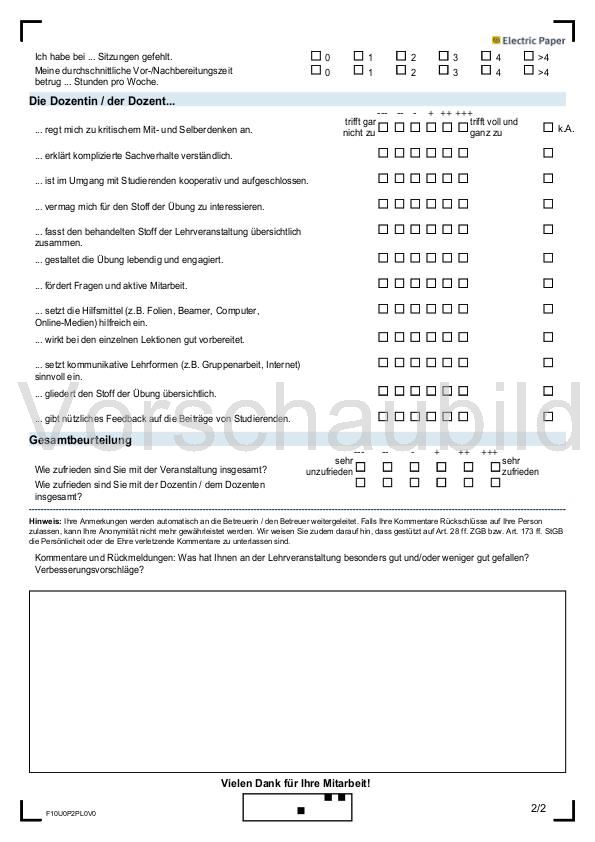 Electric Paper
Ich habe bei ... Sitzungen gefehlt. 0 1 2 3 4 >4
Meine durchschnittliche Vor-/Nachbereitungszeit 0 1 2 3 4 >4
betrug ... Stunden pro Woche.
Die Dozentin / der Dozent...
--- -- - + ++ +++
trifft gar trifft voll und
... regt mich zu kritischem Mit- und Selberdenken an. nicht zu ganz zu k.A.
... erklärt komplizierte Sachverhalte verständlich.
... ist im Umgang mit Studierenden kooperativ und aufgeschlossen.
... vermag mich für den Stoff der Übung zu interessieren.
... fasst den behandelten Stoff der Lehrveranstaltung übersichtlich
zusammen.
... gestaltet die Übung lebendig und engagiert.
... fördert Fragen und aktive Mitarbeit.
... setzt die Hilfsmittel (z.B. Folien, Beamer, Computer,
Online-Medien) hilfreich ein.
... wirkt bei den einzelnen Lektionen gut vorbereitet.
... setzt kommunikative Lehrformen (z.B. Gruppenarbeit, Internet)
sinnvoll ein.
... gliedert den Stoff der Übung übersichtlich.
... gibt nützliches Feedback auf die Beiträge von Studierenden.
Vorschaubild
Gesamtbeurteilung
--- -- - + ++ +++
sehr sehr
Wie zufrieden sind Sie mit der Veranstaltung insgesamt? unzufrieden zufrieden
Wie zufrieden sind Sie mit der Dozentin / dem Dozenten
insgesamt?
Hinweis: Ihre Anmerkungen werden automatisch an die Betreuerin / den Betreuer weitergeleitet. Falls Ihre Kommentare Rückschlüsse auf Ihre Person
zulassen, kann Ihre Anonymität nicht mehr gewährleistet werden. Wir weisen Sie zudem darauf hin, dass gestützt auf Art. 28 ff. ZGB bzw. Art. 173 ff. StGB
die Persönlicheit oder die Ehre verletzende Kommentare zu unterlassen sind.
Kommentare und Rückmeldungen: Was hat Ihnen an der Lehrveranstaltung besonders gut und/oder weniger gut gefallen?
Verbesserungsvorschläge?
Vielen Dank für Ihre Mitarbeit!
F10U0P2PL0V0 2/2